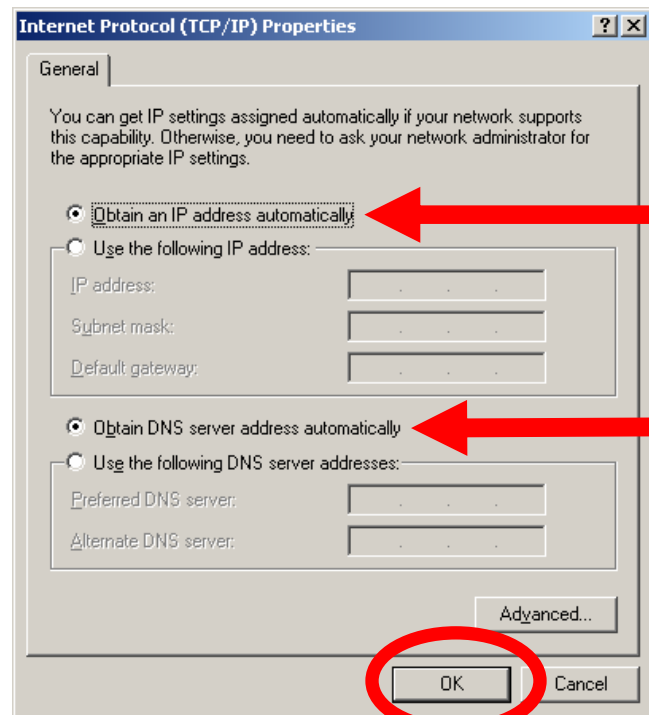 Internet Protocol (TCP/IP) Properties
? X
General
You can get IP settings assigned automatically if your network supports
this capability. Otherwise, you need to ask your network administrator for
the appropriate IP settings.
Obtain an IP address automatically
Use the following IP address:
IP address:
Subnet mask:
Default gateway:
Obtain DNS server address automatically
Use the following DNS server addresses:
Preferred DNS server:
Alternate DNS server:
Advanced...
OK Cancel